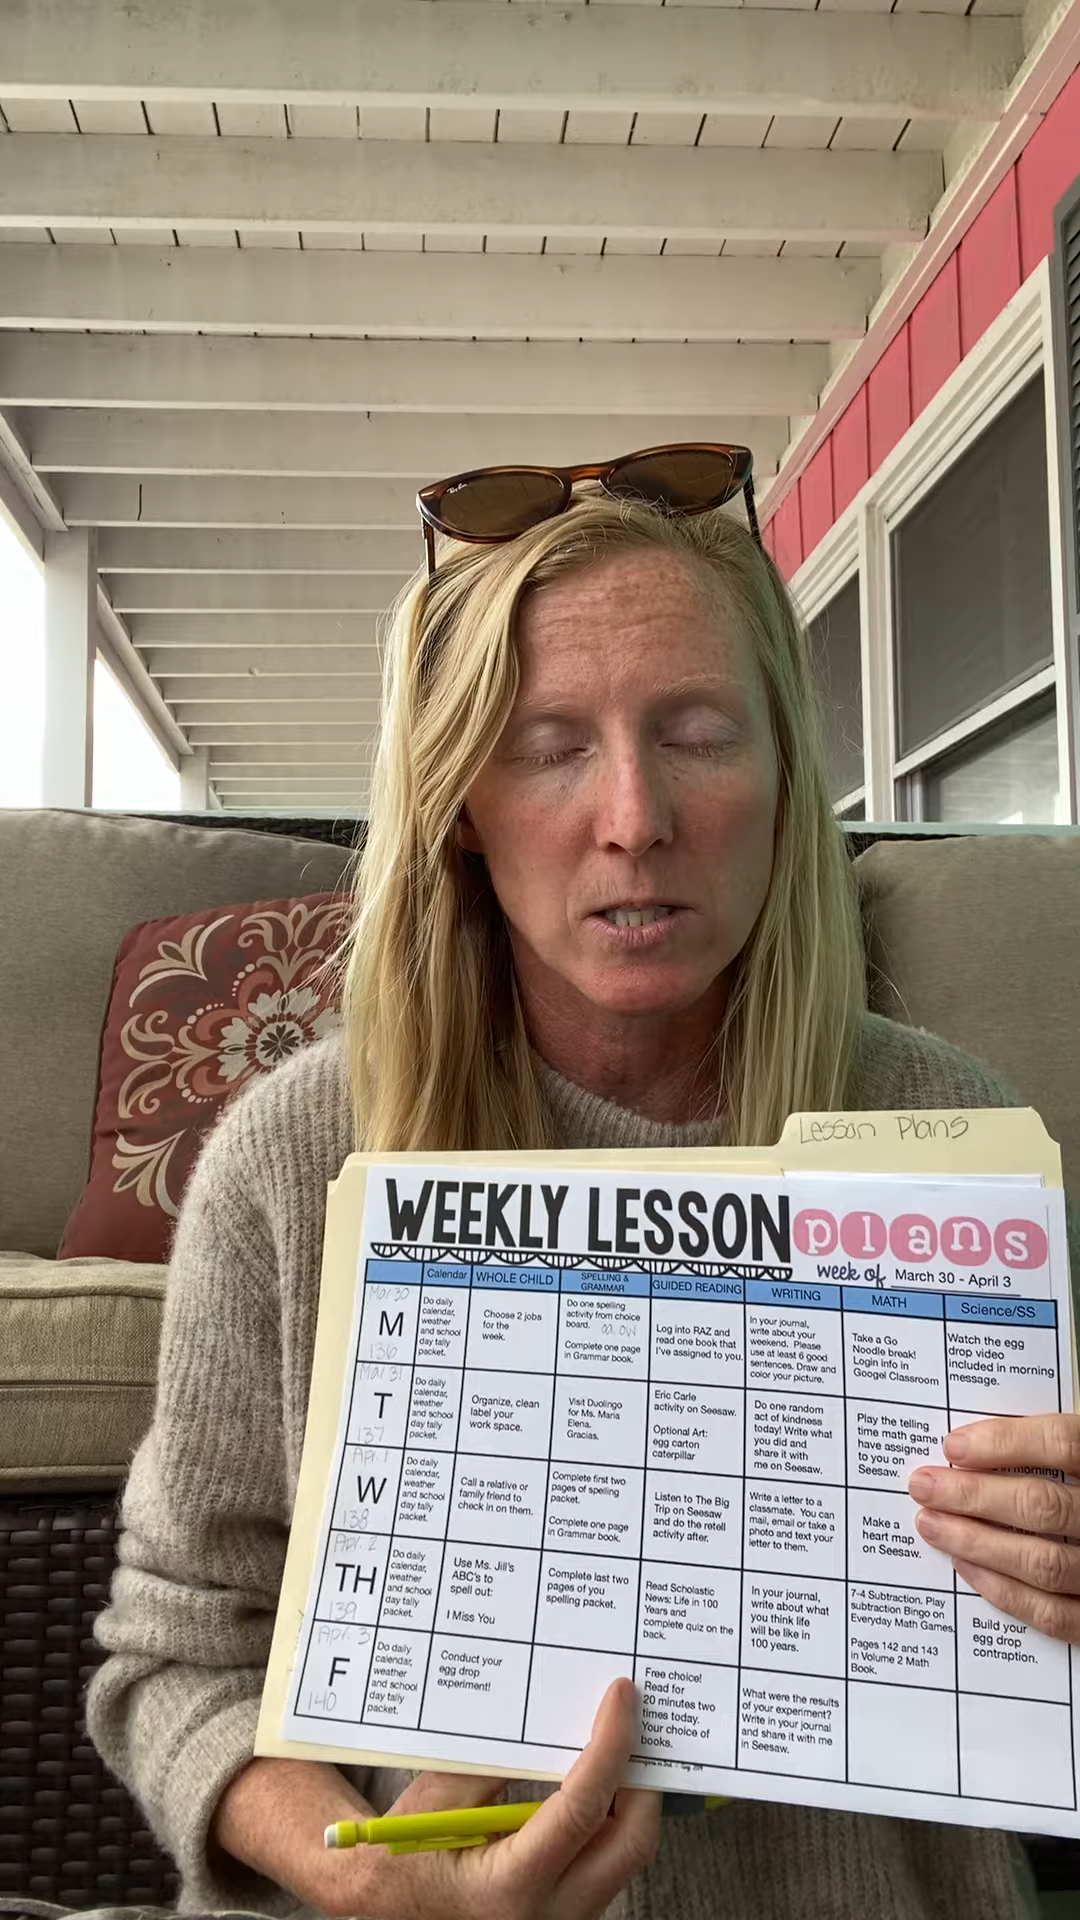 Ray-Ban
Lesson Plans
WEEKLY LESSON plans
week of March 30 - April 3
Calendar
WHOLE CHILD
SPELLING &
GRAMMAR
GUIDED READING
WRITING
MATH
Science/SS
Mar 30
M
136
Do daily
calendar,
weather
and school
day tally
packet.
Choose 2 jobs
for the
week.
Do one spelling
activity from choice
board. oa, ow
Complete one page
in Grammar book.
Log into RAZ and
read one book that
I've assigned to you.
In your journal,
write about your
weekend. Please
use at least 6 good
sentences. Draw and
color your picture.
Take a Go
Noodle break!
Login info in
Googel Classroom
Watch the egg
drop video
included in morning
message.
Mar 31
T
137
Do daily
calendar,
weather
and school
day tally
packet.
Organize, clean
label your
work space.
Visit Duolingo
for Ms. Maria
Elena.
Gracias.
Eric Carle
activity on Seesaw.
Optional Art:
egg carton
caterpillar
Do one random
act of kindness
today! Write what
you did and
share it with
me on Seesaw.
Play the telling
time math game I
have assigned
to you on
Seesaw.
in morning
Apr. 1
W
138
Do daily
calendar,
weather
and school
day tally
packet.
Call a relative or
family friend to
check in on them.
Complete first two
pages of spelling
packet.
Complete one page
in Grammar book.
Listen to The Big
Trip on Seesaw
and do the retell
activity after.
Write a letter to a
classmate. You can
mail, email or take a
photo and text your
letter to them.
Make a
heart map
on Seesaw.
Apr. 2
TH
139
Do daily
calendar,
weather
and school
day tally
packet.
Use Ms. Jill's
ABC's to
spell out:
I Miss You
Complete last two
pages of you
spelling packet.
Read Scholastic
News: Life in 100
Years and
complete quiz on the
back.
In your journal,
write about what
you think life
will be like in
100 years.
7-4 Subtraction. Play
subtraction Bingo on
Everyday Math Games.
Pages 142 and 143
in Volume 2 Math
Book.
Build your
egg drop
contraption.
Apr. 3
F
140
Do daily
calendar,
weather
and school
day tally
packet.
Conduct your
egg drop
experiment!
Free choice!
Read for
20 minutes two
times today.
Your choice of
books.
What were the results
of your experiment?
Write in your journal
and share it with me
in Seesaw.